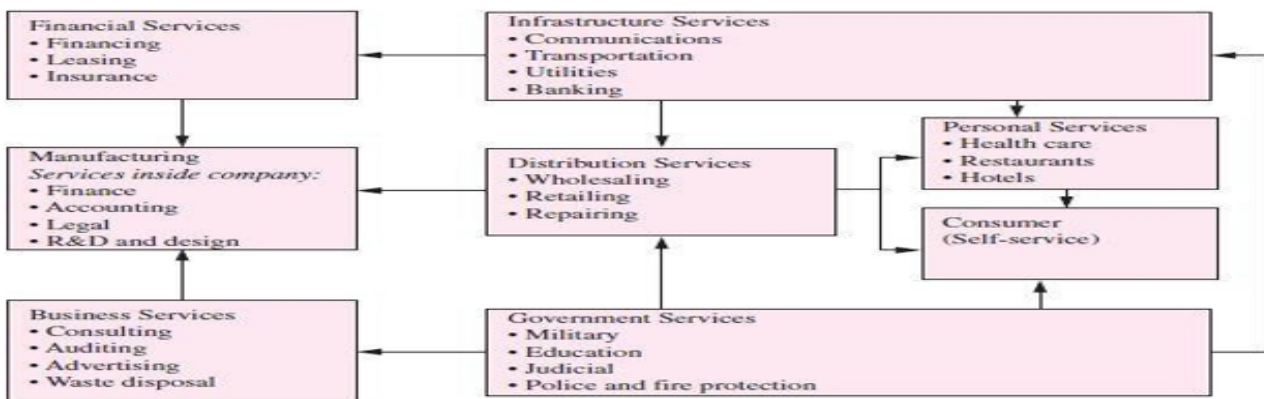 Financial Services
• Financing
• Leasing
• Insurance
Infrastructure Services
• Communications
• Transportation
• Utilities
• Banking
Manufacturing
Services inside company:
• Finance
• Accounting
• Legal
• R&D and design
Distribution Services
• Wholesaling
• Retailing
• Repairing
Personal Services
• Health care
• Restaurants
• Hotels
Consumer
(Self-service)
Business Services
• Consulting
• Auditing
• Advertising
• Waste disposal
Government Services
• Military
• Education
• Judicial
• Police and fire protection